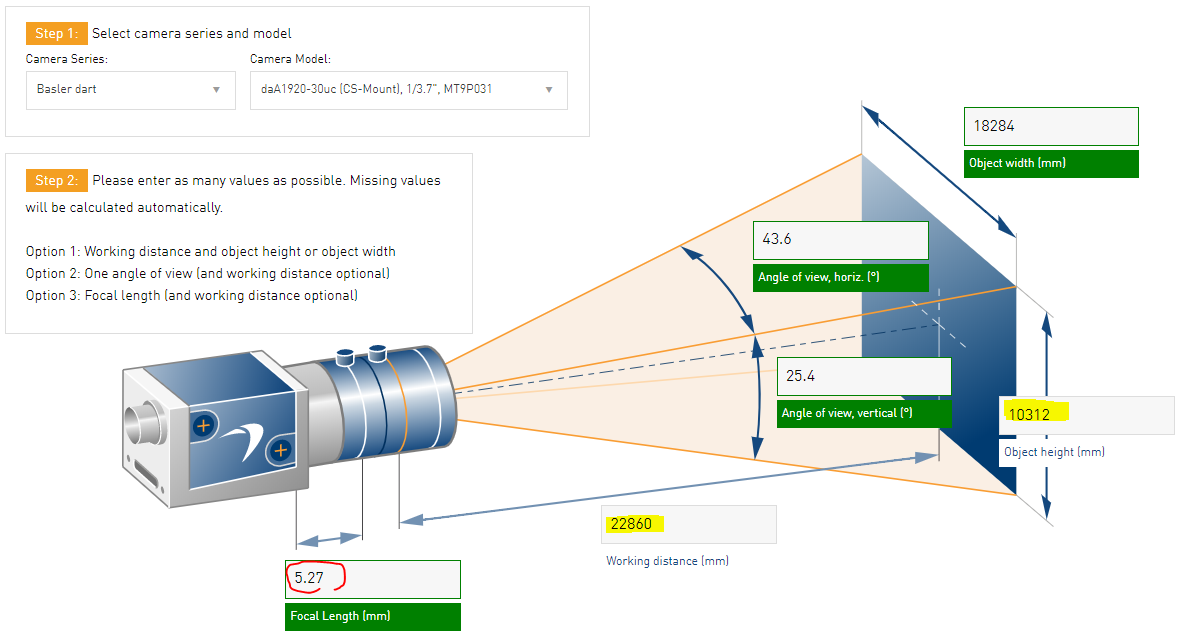 Step 1: Select camera series and model
Camera Series: Camera Model:
Basler dart daA1920-30uc (CS-Mount), 1/3.7", MT9P031
18284
Object width (mm)
Step 2: Please enter as many values as possible. Missing values
will be calculated automatically.
Option 1: Working distance and object height or object width
Option 2: One angle of view (and working distance optional)
Option 3: Focal length (and working distance optional)
43.6
Angle of view, horiz. (°)
25.4
Angle of view, vertical (°)
10312
Object height (mm)
22860
Working distance (mm)
5.27
Focal Length (mm)